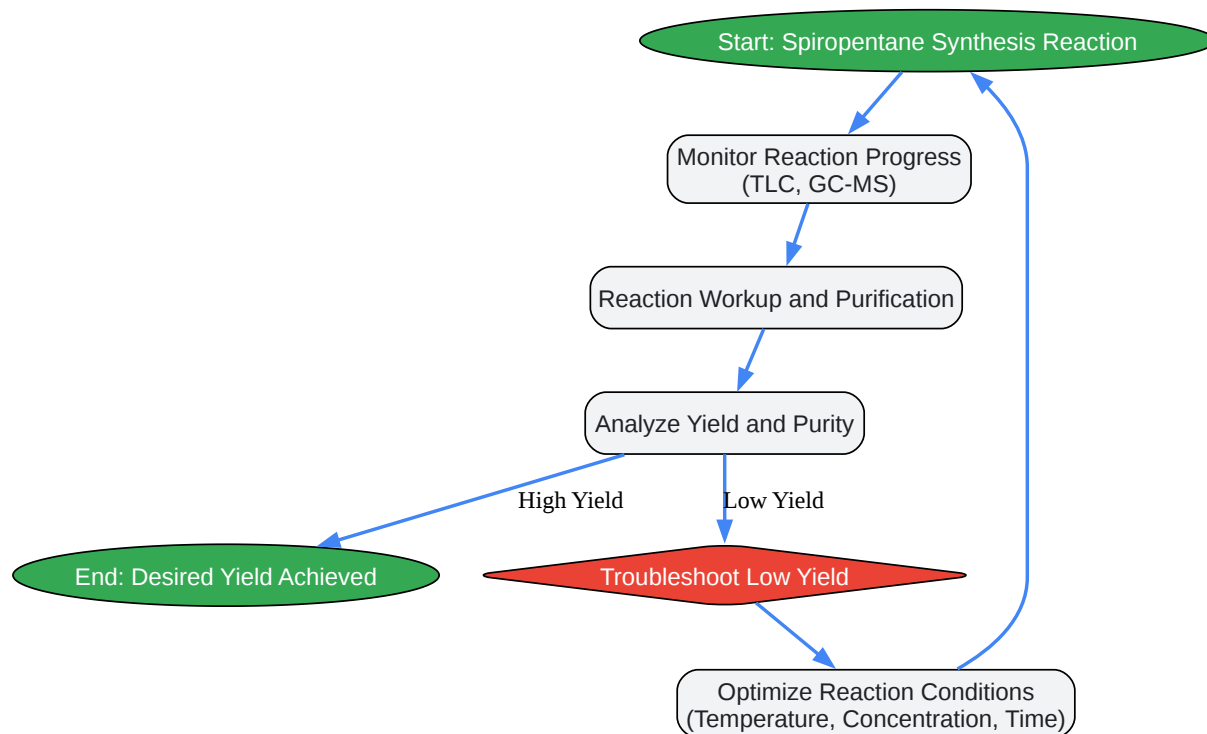 Start: Spiropentane Synthesis Reaction
Monitor Reaction Progress
(TLC, GC-MS)
Reaction Workup and Purification
Analyze Yield and Purity
High Yield
Low Yield
End: Desired Yield Achieved
Troubleshoot Low Yield
Optimize Reaction Conditions
(Temperature, Concentration, Time)